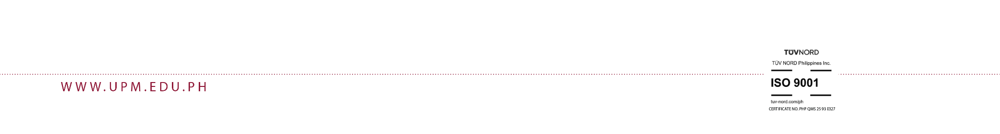 WWW.UPM.EDU.PH
TÜVNORD
TÜV NORD Philippines Inc.
ISO 9001
tuv-nord.com/ph
CERTIFICATE NO. PHP QMS 25 93 0327